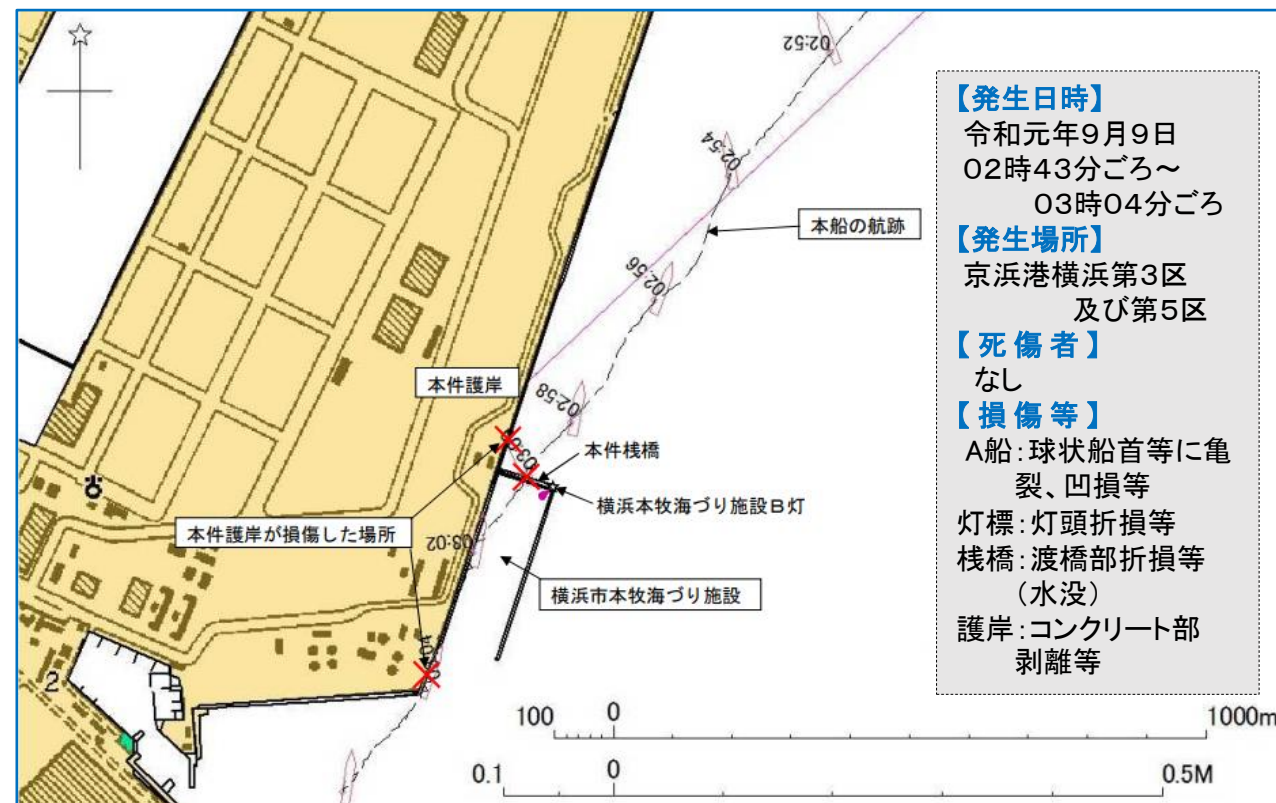 02:52
02:54
本船の航跡
02:56
本件護岸
02:58
本件桟橋
横浜本牧海づり施設B灯
本件護岸が損傷した場所
03:02
横浜市本牧海づり施設
2
100 0 1000m
0.1 0 0.5M
【発生日時】
令和元年9月9日
02時43分ごろ~
03時04分ごろ
【発生場所】
京浜港横浜第3区
及び第5区
【死傷者】
なし
【損傷等】
A船:球状船首等に亀
裂、凹損等
灯標:灯頭折損等
桟橋:渡橋部折損等
(水没)
護岸:コンクリート部
剥離等